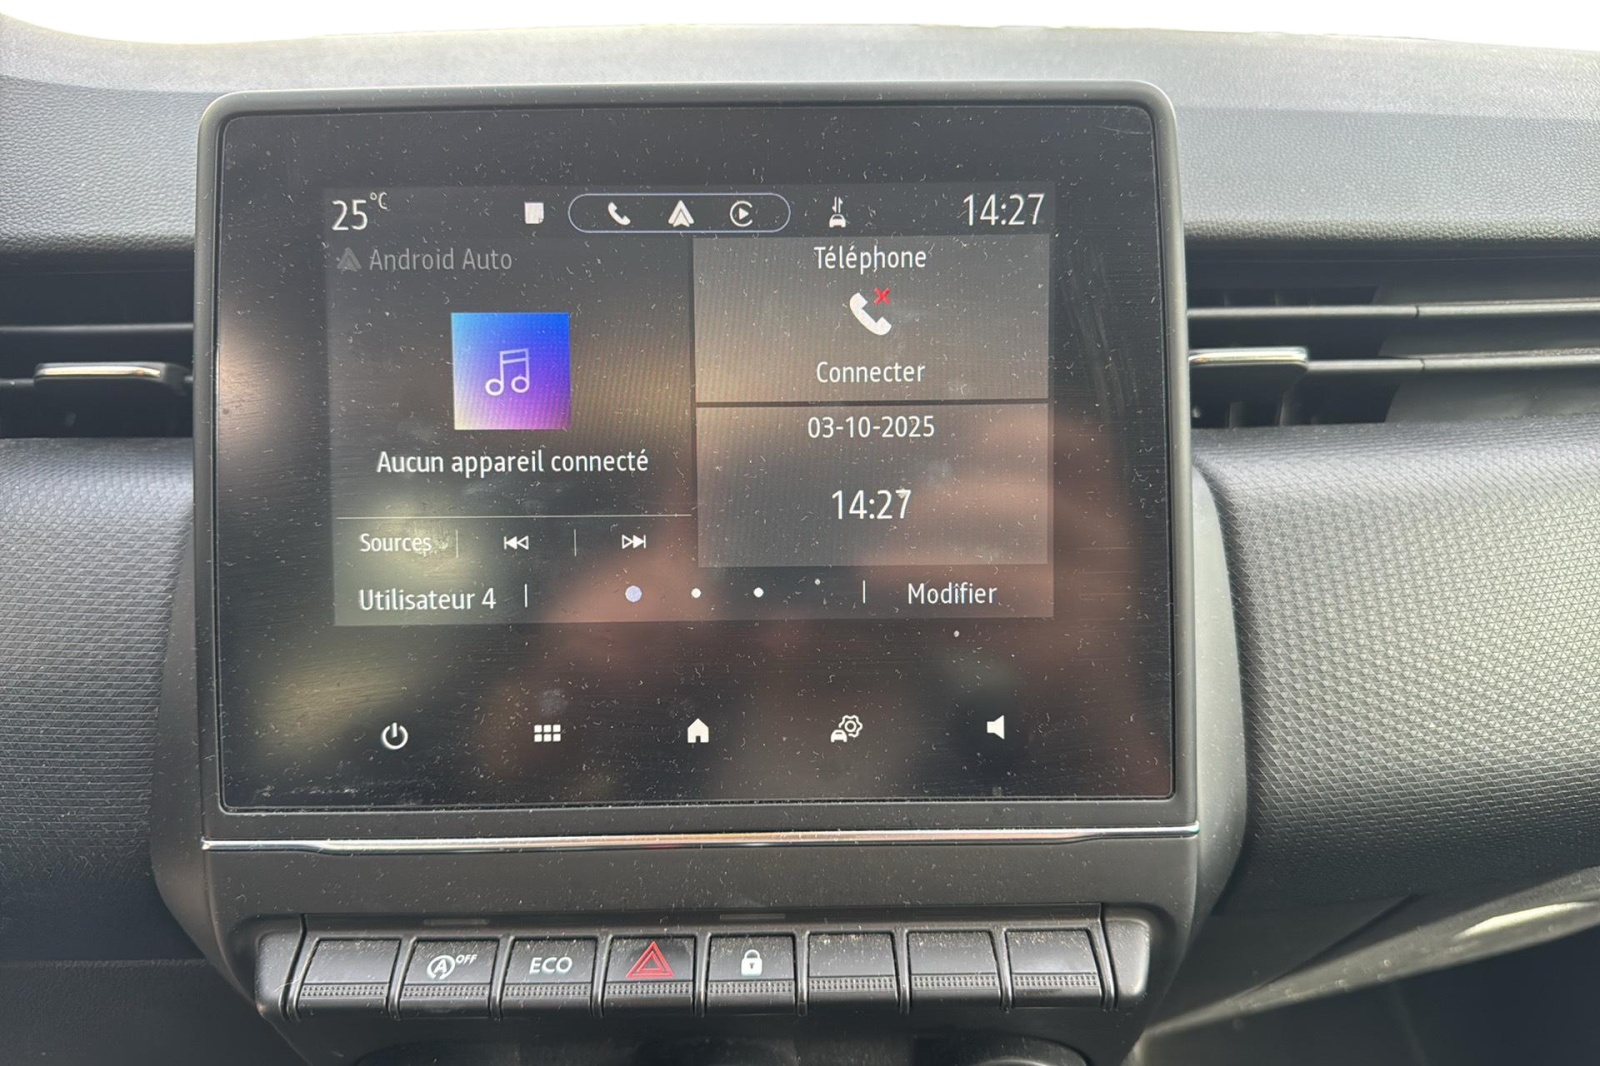 25°C
14:27
Android Auto
Téléphone
Connecter
Aucun appareil connecté
03-10-2025
14:27
Sources
Utilisateur 4
Modifier
A OFF
ECO